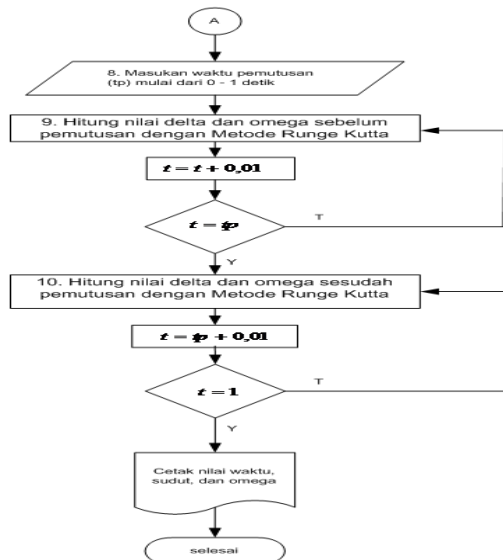 A
8. Masukan waktu pemutusan
(tp) mulai dari 0 - 1 detik
9. Hitung nilai delta dan omega sebelum
pemutusan dengan Metode Runge Kutta
t = t + 0,01
t = tp
T
Y
10. Hitung nilai delta dan omega sesudah
pemutusan dengan Metode Runge Kutta
t = tp + 0,01
t = 1
T
Y
Cetak nilai waktu,
sudut, dan omega
selesai